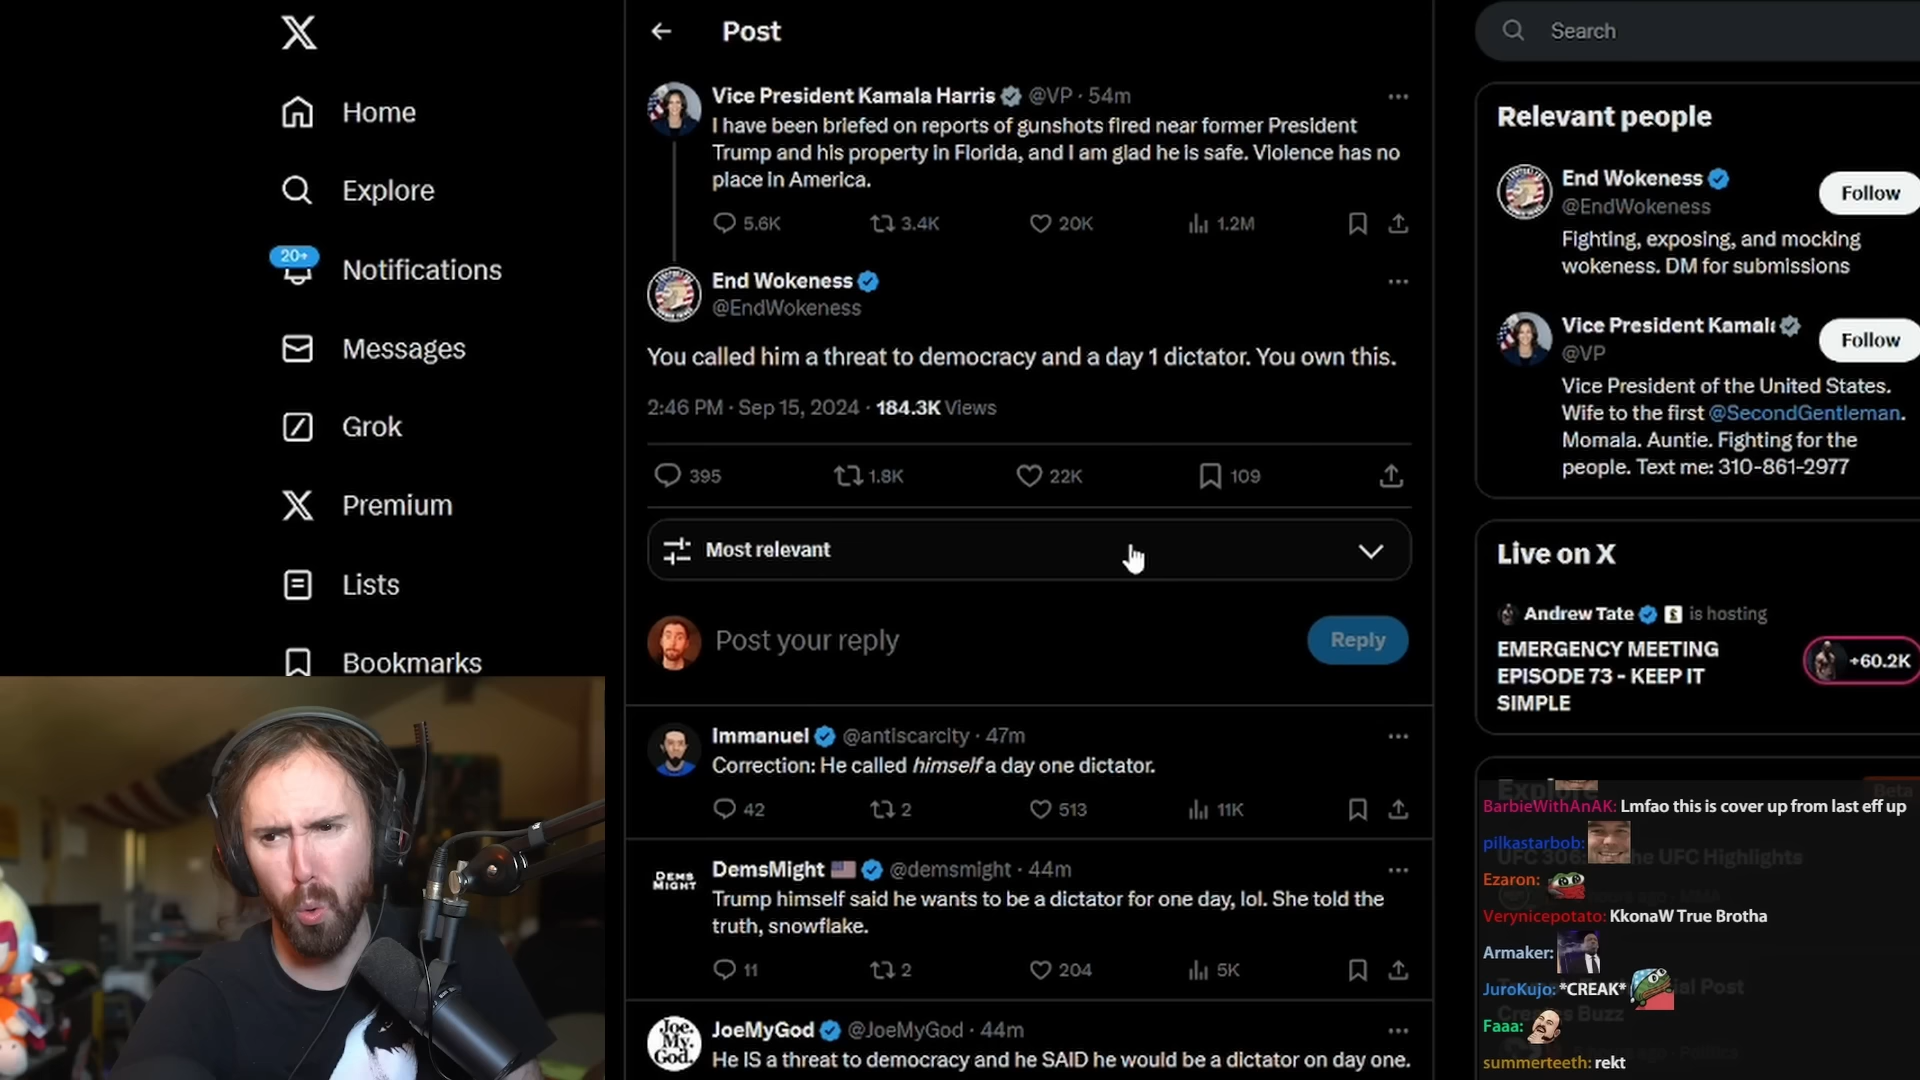 Home
Explore
20+
Notifications
Messages
Grok
Premium
Lists
Bookmarks
Post
Vice President Kamala Harris @VP · 54m
I have been briefed on reports of gunshots fired near former President
Trump and his property in Florida, and I am glad he is safe. Violence has no
place in America.
5.6K 3.4K 20K 1.2M
End Wokeness
@EndWokeness
You called him a threat to democracy and a day 1 dictator. You own this.
2:46 PM · Sep 15, 2024 · 184.3K Views
395 1.8K 22K 109
Most relevant
Post your reply
Reply
Immanuel @antiscarcity · 47m
Correction: He called himself a day one dictator.
42 2 513 11K
DEMS
MIGHT
DemsMight @demsmight · 44m
Trump himself said he wants to be a dictator for one day, lol. She told the
truth, snowflake.
11 2 204 5K
Joe.
My.
God.
JoeMyGod @JoeMyGod · 44m
He IS a threat to democracy and he SAID he would be a dictator on day one.
Search
Relevant people
End Wokeness
@EndWokeness
Follow
Fighting, exposing, and mocking
wokeness. DM for submissions
Vice President Kamal
@VP
Follow
Vice President of the United States.
Wife to the first @SecondGentleman.
Momala. Auntie. Fighting for the
people. Text me: 310-861-2977
Live on X
Andrew Tate is hosting
EMERGENCY MEETING
EPISODE 73 - KEEP IT
SIMPLE
+60.2K
Beta
BarbieWithAnAK: Lmfao this is cover up from last eff up
pilkastarbob:
UFC 306: the UFC Highlights
Ezaron:
Verynicepotato: KkonaW True Brotha
Armaker:
JuroKujo: *CREAK*
Post
Buzz
Faaa:
summerteeth: rekt